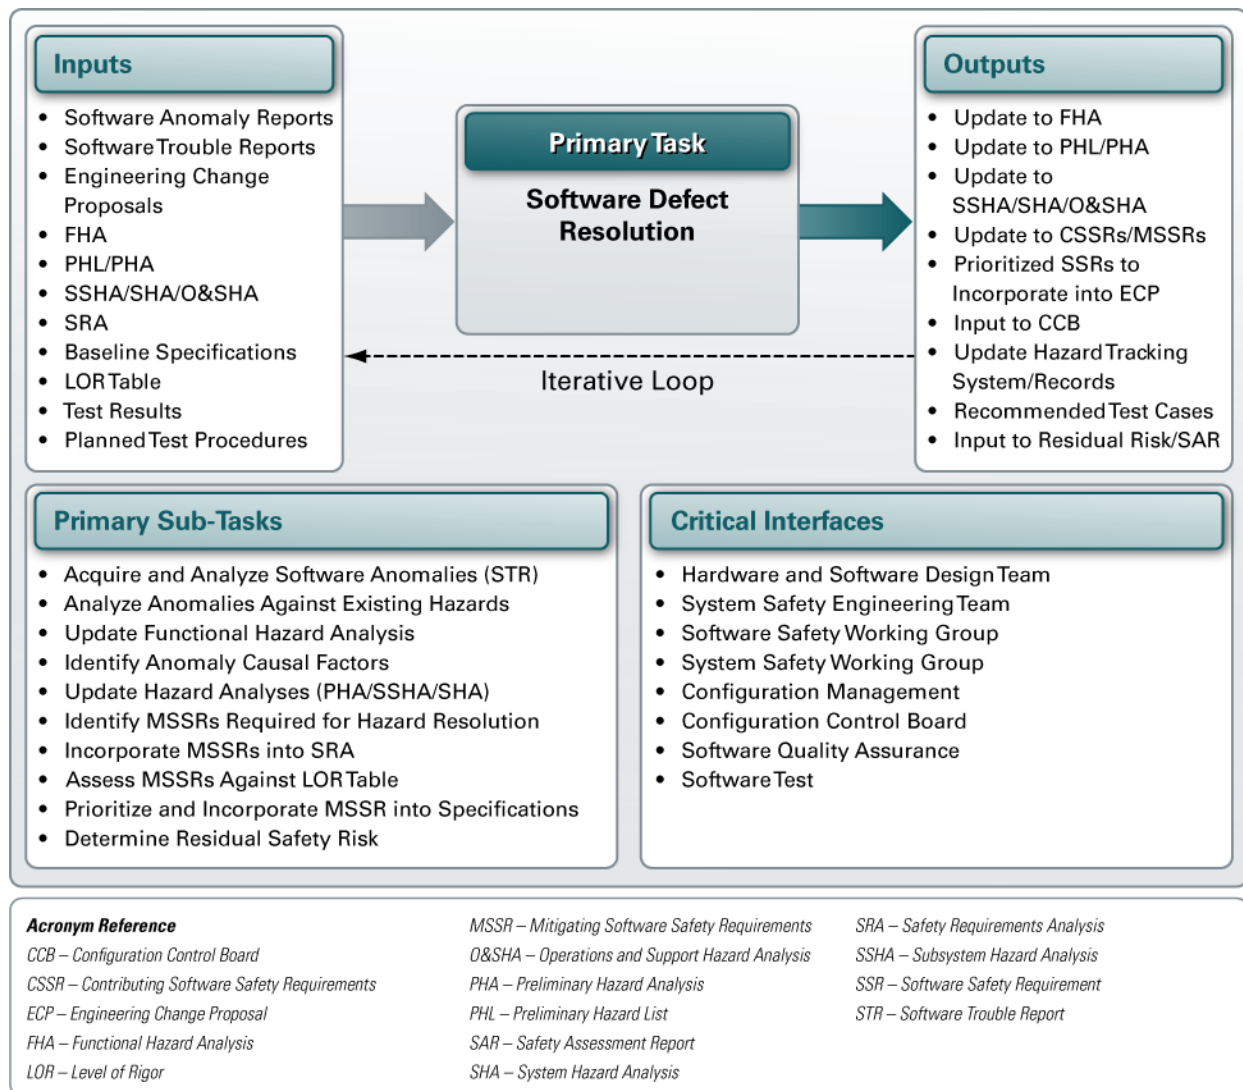 Inputs
• Software Anomaly Reports
• Software Trouble Reports
• Engineering Change
Proposals
• FHA
• PHL/PHA
• SSHA/SHA/O&SHA
• SRA
• Baseline Specifications
• LOR Table
• Test Results
• Planned Test Procedures
Primary Task
Software Defect
Resolution
Iterative Loop
Outputs
• Update to FHA
• Update to PHL/PHA
• Update to
SSHA/SHA/O&SHA
• Update to CSSRs/MSSRs
• Prioritized SSRs to
Incorporate into ECP
• Input to CCB
• Update Hazard Tracking
System/Records
• Recommended Test Cases
• Input to Residual Risk/SAR
Primary Sub-Tasks
• Acquire and Analyze Software Anomalies (STR)
• Analyze Anomalies Against Existing Hazards
• Update Functional Hazard Analysis
• Identify Anomaly Causal Factors
• Update Hazard Analyses (PHA/SSHA/SHA)
• Identify MSSRs Required for Hazard Resolution
• Incorporate MSSRs into SRA
• Assess MSSRs Against LOR Table
• Prioritize and Incorporate MSSR into Specifications
• Determine Residual Safety Risk
Critical Interfaces
• Hardware and Software Design Team
• System Safety Engineering Team
• Software Safety Working Group
• System Safety Working Group
• Configuration Management
• Configuration Control Board
• Software Quality Assurance
• Software Test
Acronym Reference
CCB – Configuration Control Board
CSSR – Contributing Software Safety Requirements
ECP – Engineering Change Proposal
FHA – Functional Hazard Analysis
LOR – Level of Rigor
MSSR – Mitigating Software Safety Requirements
O&SHA – Operations and Support Hazard Analysis
PHA – Preliminary Hazard Analysis
PHL – Preliminary Hazard List
SAR – Safety Assessment Report
SHA – System Hazard Analysis
SRA – Safety Requirements Analysis
SSHA – Subsystem Hazard Analysis
SSR – Software Safety Requirement
STR – Software Trouble Report